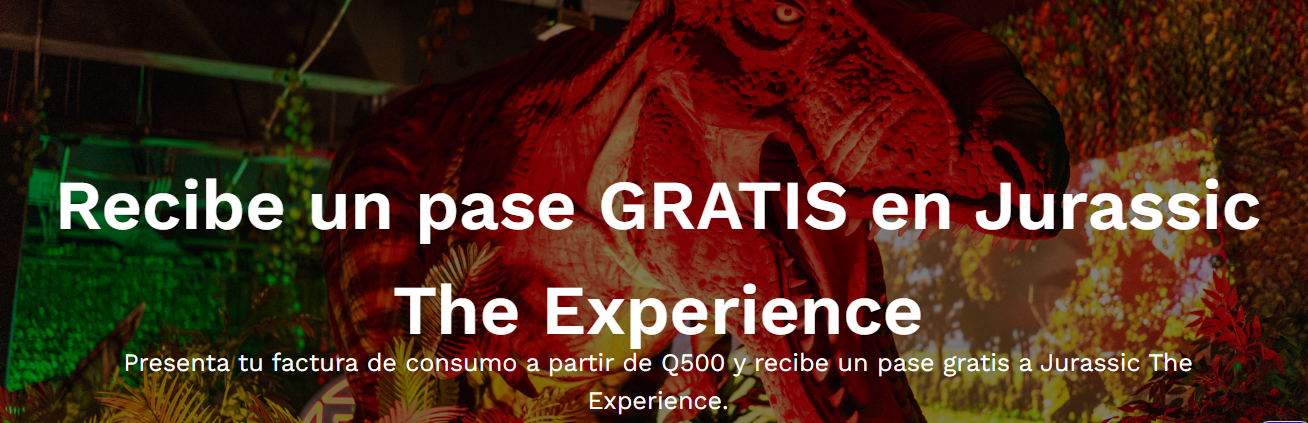 Recibe un pase GRATIS en Jurassic
The Experience
Presenta tu factura de consumo a partir de Q500 y recibe un pase gratis a Jurassic The
Experience.